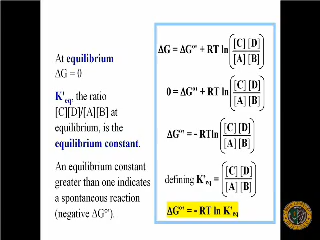 At equilibrium
ΔG = 0
K'eq, the ratio
[C][D]/[A][B] at
equilibrium, is the
equilibrium constant.
An equilibrium constant
greater than one indicates
a spontaneous reaction
(negative ΔG°').
ΔG = ΔG°' + RT ln ([C] [D] / [A] [B])
0 = ΔG°' + RT ln ([C] [D] / [A] [B])
ΔG°' = - RTln ([C] [D] / [A] [B])
defining K'eq = ([C] [D] / [A] [B])
ΔG°' = - RT ln K'eq